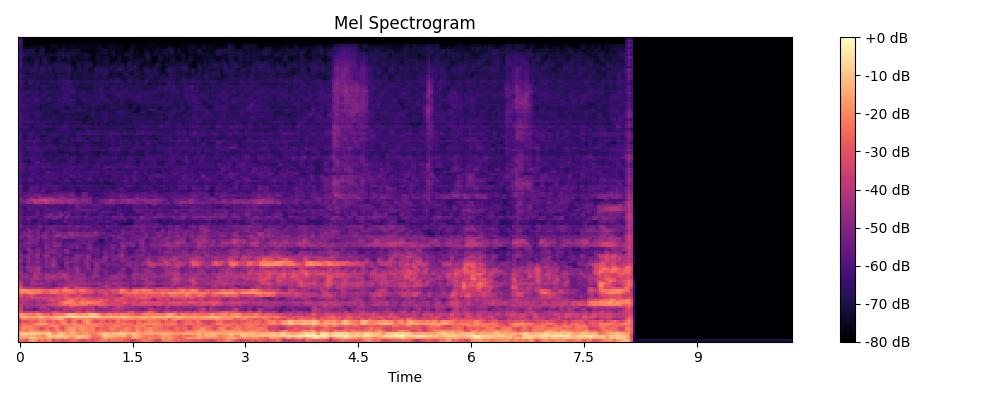 Mel Spectrogram
+0 dB
-10 dB
-20 dB
-30 dB
-40 dB
-50 dB
-60 dB
-70 dB
-80 dB
0 1.5 3 4.5 6 7.5 9
Time